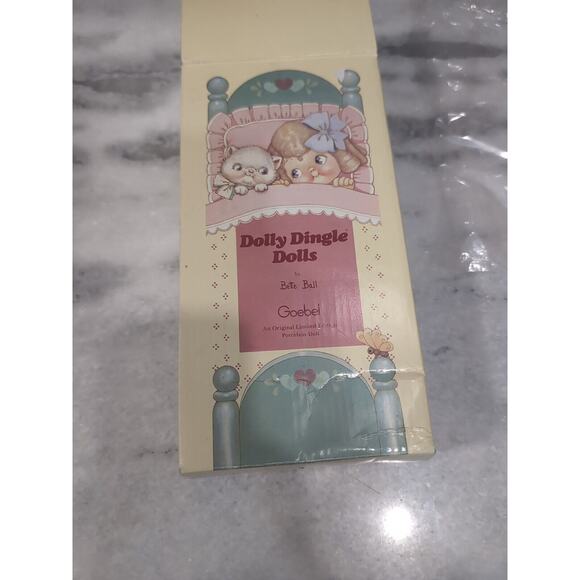 Dolly Dingle®
Dolls
by
Bette Ball
Goebel
An Original Limited Edition
Porcelain Doll